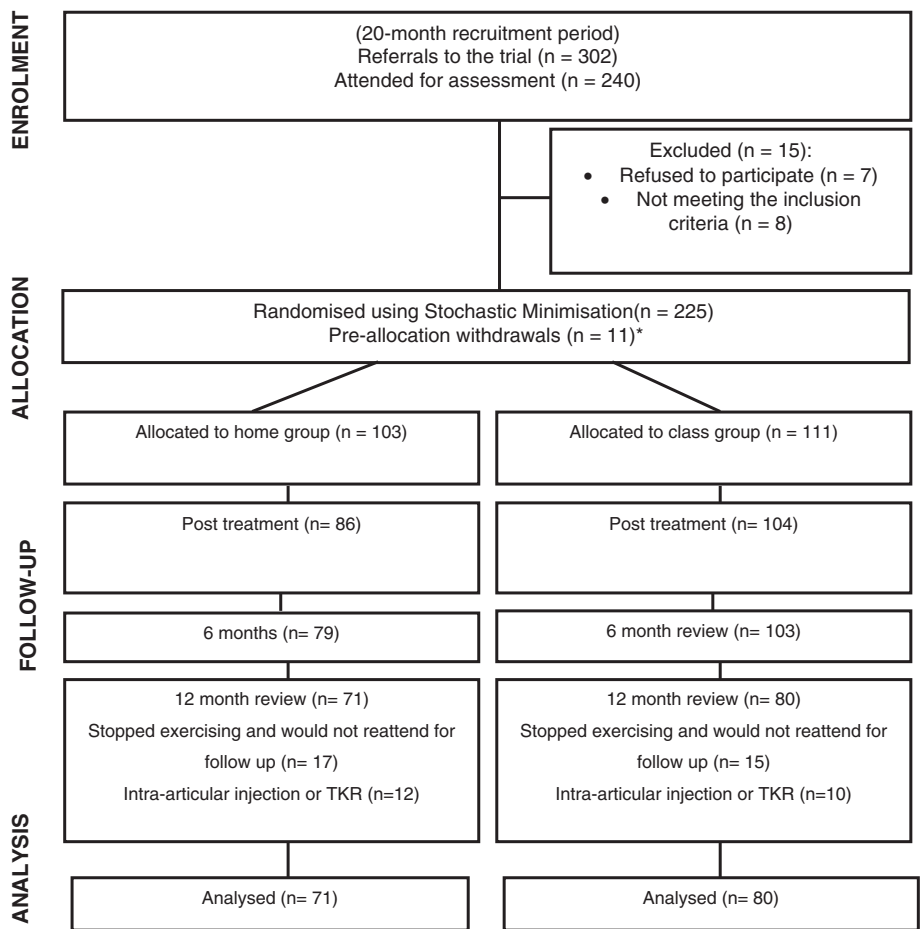 ENROLMENT
(20-month recruitment period)
Referrals to the trial (n = 302)
Attended for assessment (n = 240)
Excluded (n = 15):
• Refused to participate (n = 7)
• Not meeting the inclusion
criteria (n = 8)
ALLOCATION
Randomised using Stochastic Minimisation(n = 225)
Pre-allocation withdrawals (n = 11)*
Allocated to home group (n = 103)
Allocated to class group (n = 111)
FOLLOW-UP
Post treatment (n= 86)
Post treatment (n= 104)
6 months (n= 79)
6 month review (n= 103)
12 month review (n= 71)
Stopped exercising and would not reattend for
follow up (n= 17)
Intra-articular injection or TKR (n=12)
12 month review (n= 80)
Stopped exercising and would not reattend for
follow up (n= 15)
Intra-articular injection or TKR (n=10)
ANALYSIS
Analysed (n= 71)
Analysed (n= 80)